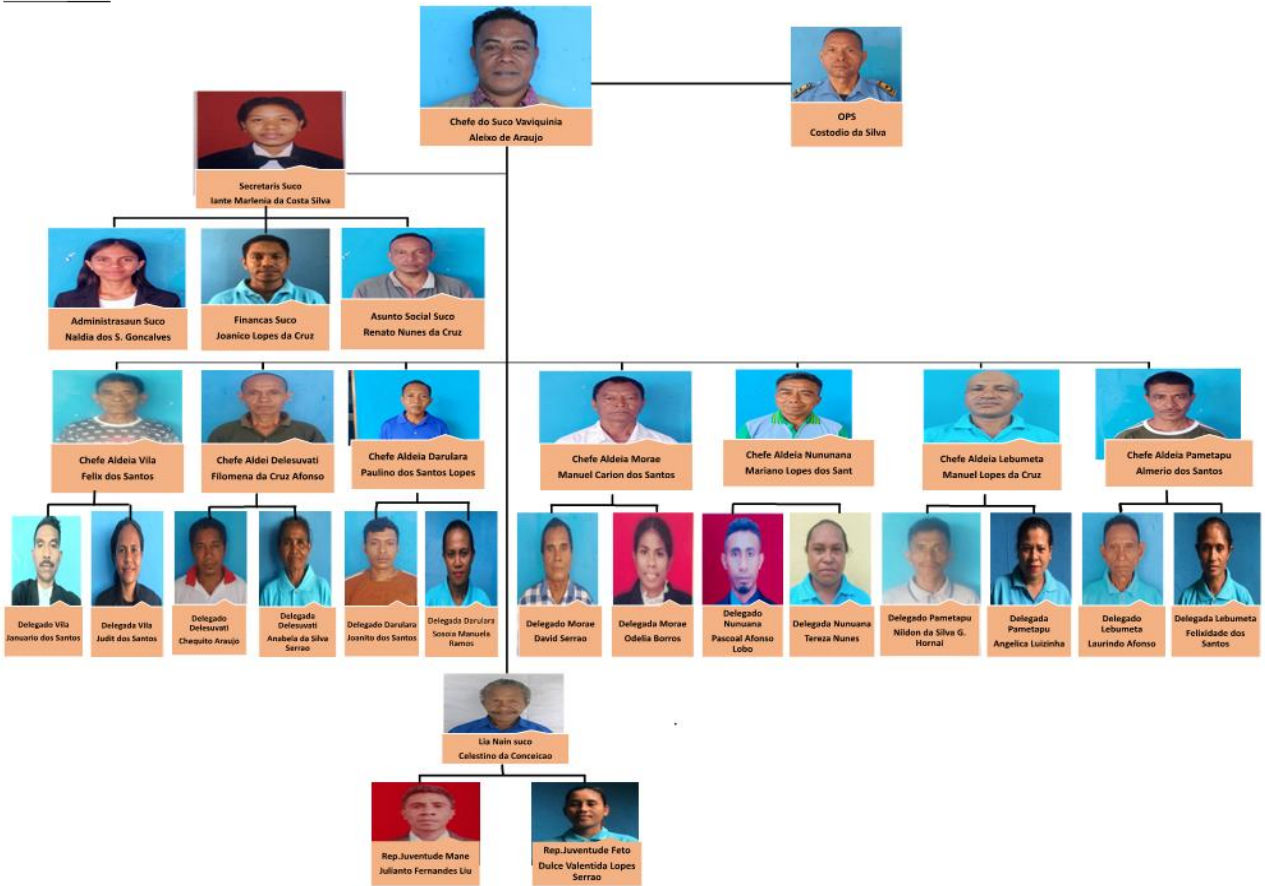 Chefe do Suco Vaviquinia
Aleixo de Araujo
OPS
Custodio da Silva
Secretaris Suco
Iante Marlenia da Costa Silva
Administrasaun Suco
Naldia dos S. Goncalves
Financas Suco
Joanico Lopes da Cruz
Asunto Social Suco
Renato Nunes da Cruz
Chefe Aldeia Vila
Felix dos Santos
Chefe Aldei Delesuvati
Filomena da Cruz Afonso
Chefe Aldeia Darulara
Paulino dos Santos Lopes
Chefe Aldeia Morae
Manuel Carion dos Santos
Chefe Aldeia Nununana
Mariano Lopes dos Sant
Chefe Aldeia Lebumeta
Manuel Lopes da Cruz
Chefe Aldeia Pametapu
Almerio dos Santos
Delegado Vila
Januario dos Santos
Delegada Vila
Judit dos Santos
Delegado
Delesuvati
Chequito Araujo
Delegada
Delesuvati
Anabela da Silva
Serrao
Delegado Darulara
Joanito dos Santos
Delegada Darulara
Sosoia Manuela
Ramos
Delegado Morae
David Serrao
Delegada Morae
Odelia Borros
Delegado
Nunuana
Pascoal Afonso
Lobo
Delegada Nunuana
Tereza Nunes
Delegado Pametapu
Nildon da Silva G.
Hornai
Delegada
Pametapu
Angelica Luizinha
Delegado
Lebumeta
Laurindo Afonso
Delegada Lebumeta
Felixidade dos
Santos
Lia Nain suco
Celestino da Conceicao
Rep.Juventude Mane
Julianto Fernandes Liu
Rep.Juventude Feto
Dulce Valentida Lopes
Serrao